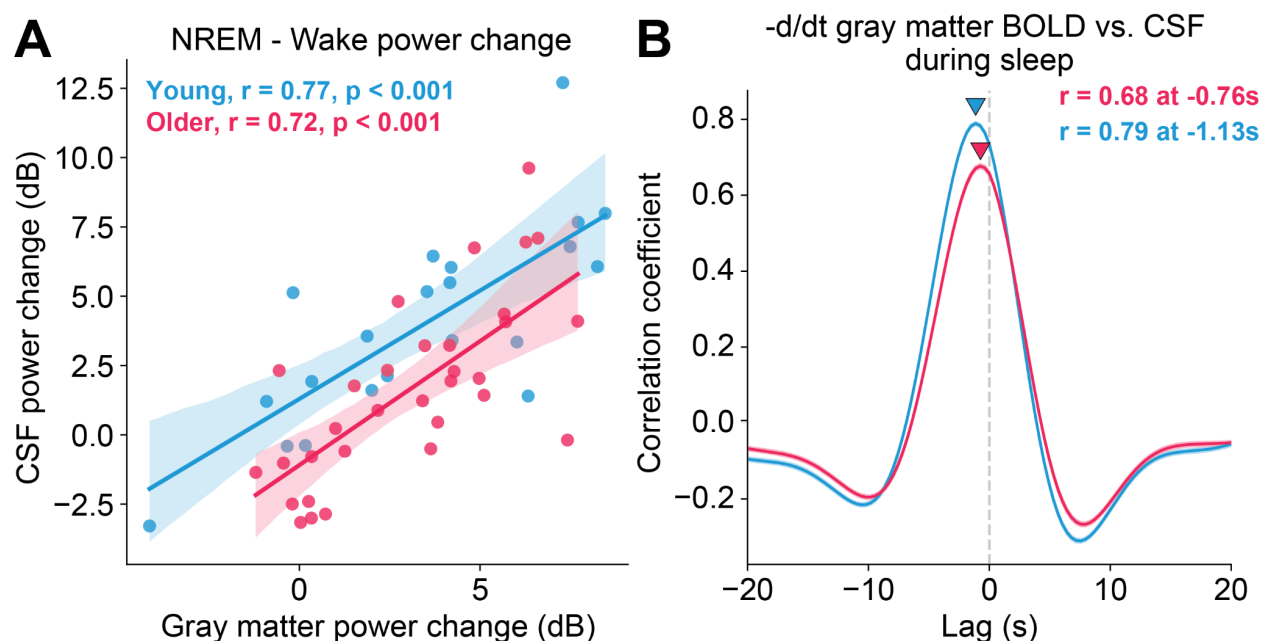 A
NREM - Wake power change
Young, r = 0.77, p < 0.001
Older, r = 0.72, p < 0.001
CSF power change (dB)
12.5
10.0
7.5
5.0
2.5
0.0
−2.5
0
5
Gray matter power change (dB)
B
-d/dt gray matter BOLD vs. CSF
during sleep
r = 0.68 at -0.76s
r = 0.79 at -1.13s
Correlation coefficient
0.8
0.6
0.4
0.2
0.0
−0.2
−20
−10
0
10
20
Lag (s)